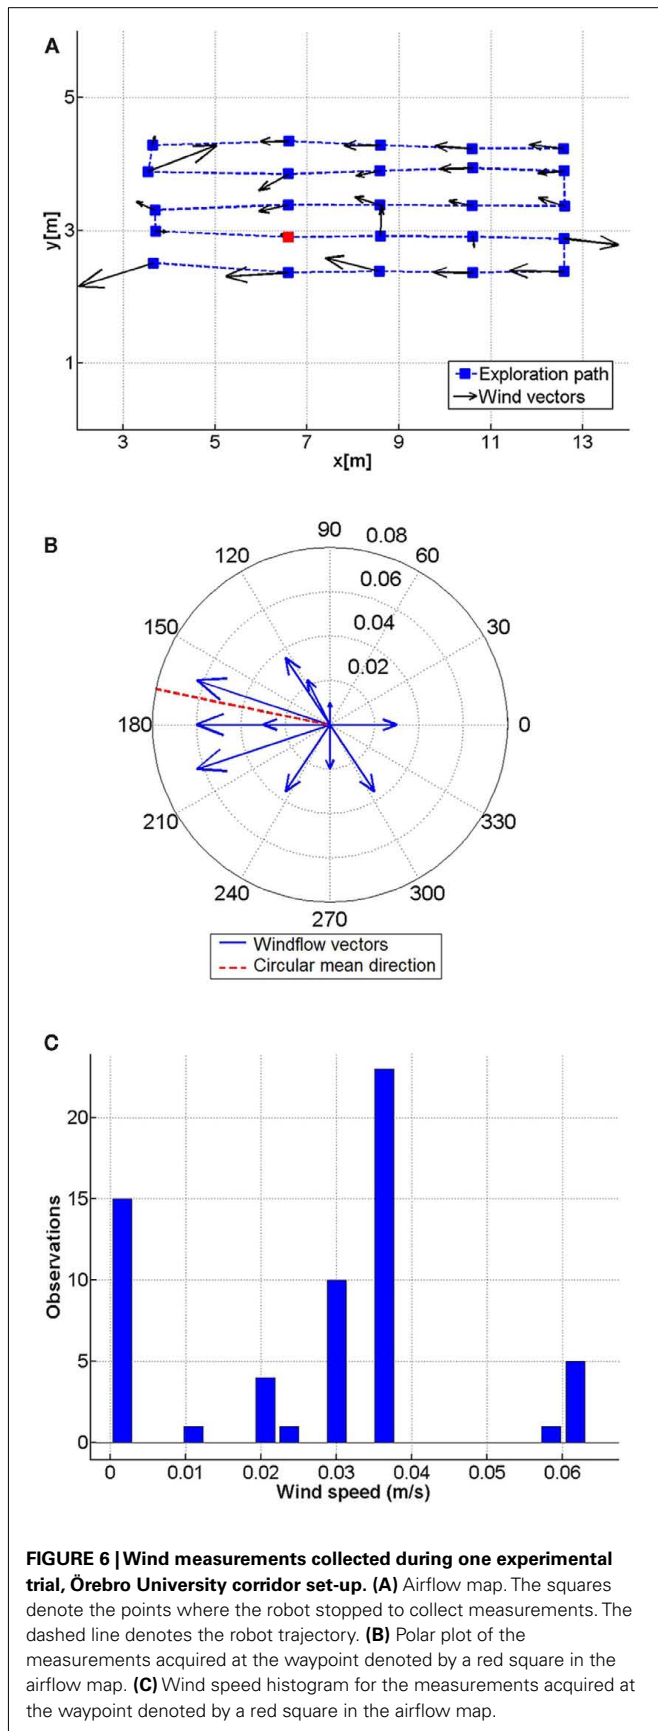 A
5
3
1
y[m]
Exploration path
Wind vectors
3 5 7 9 11 13
x[m]
B
90
0.08
120
60
0.06
0.04
150
30
0.02
180
0
210
330
240
300
270
Windflow vectors
Circular mean direction
C
20
15
10
5
0
Observations
0 0.01 0.02 0.03 0.04 0.05 0.06
Wind speed (m/s)
FIGURE 6 | Wind measurements collected during one experimental
trial, Örebro University corridor set-up. (A) Airflow map. The squares
denote the points where the robot stopped to collect measurements. The
dashed line denotes the robot trajectory. (B) Polar plot of the
measurements acquired at the waypoint denoted by a red square in the
airflow map. (C) Wind speed histogram for the measurements acquired at
the waypoint denoted by a red square in the airflow map.